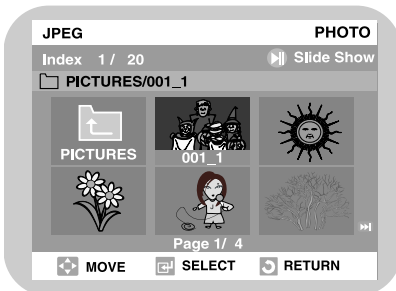 JPEG PHOTO
Index 1/ 20 Slide Show
PICTURES/001_1
PICTURES 001_1
Page 1/ 4
MOVE SELECT RETURN